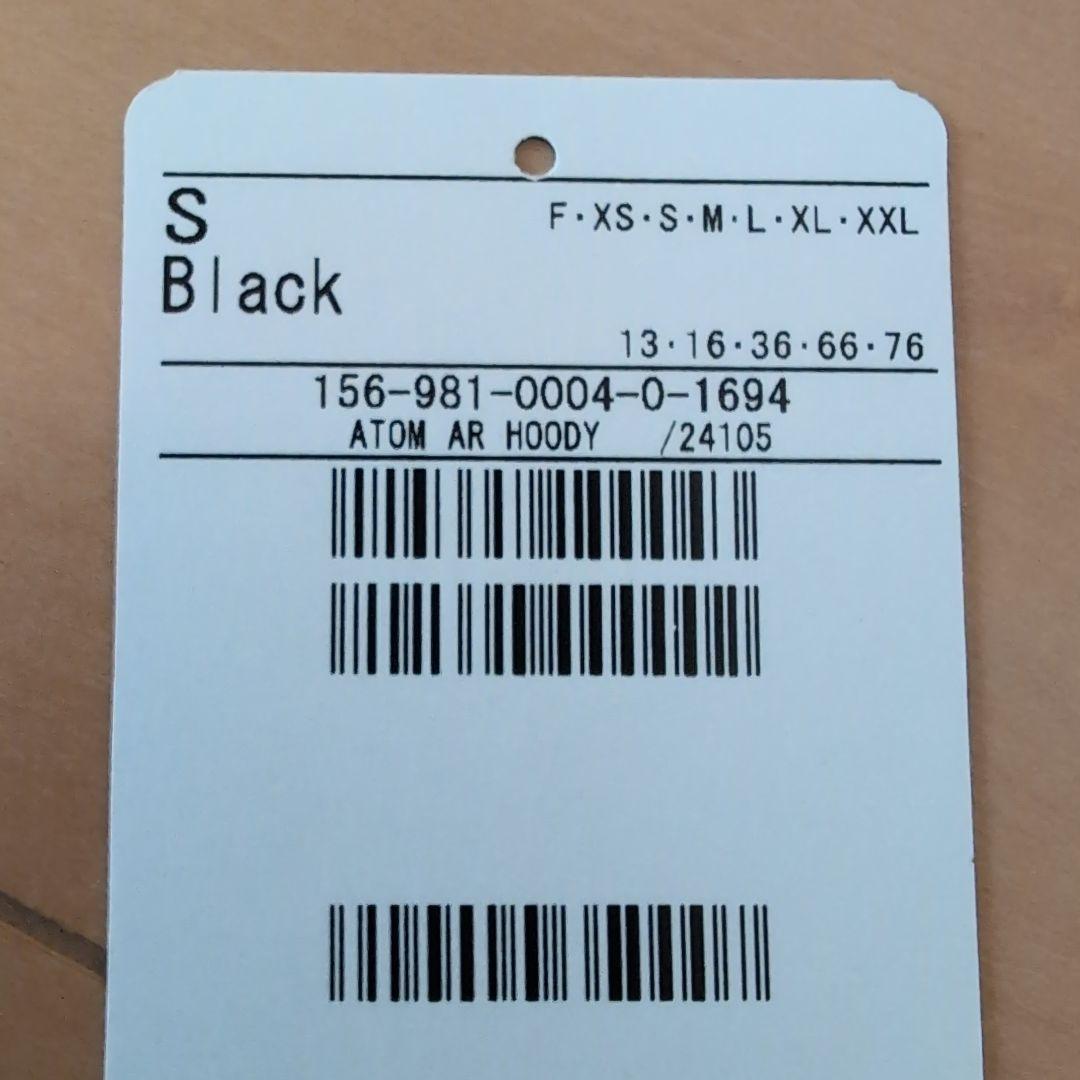 S
F·XS·S·M·L·XL·XXL
Black
13·16·36·66·76
156-981-0004-0-1694
ATOM AR HOODY /24105